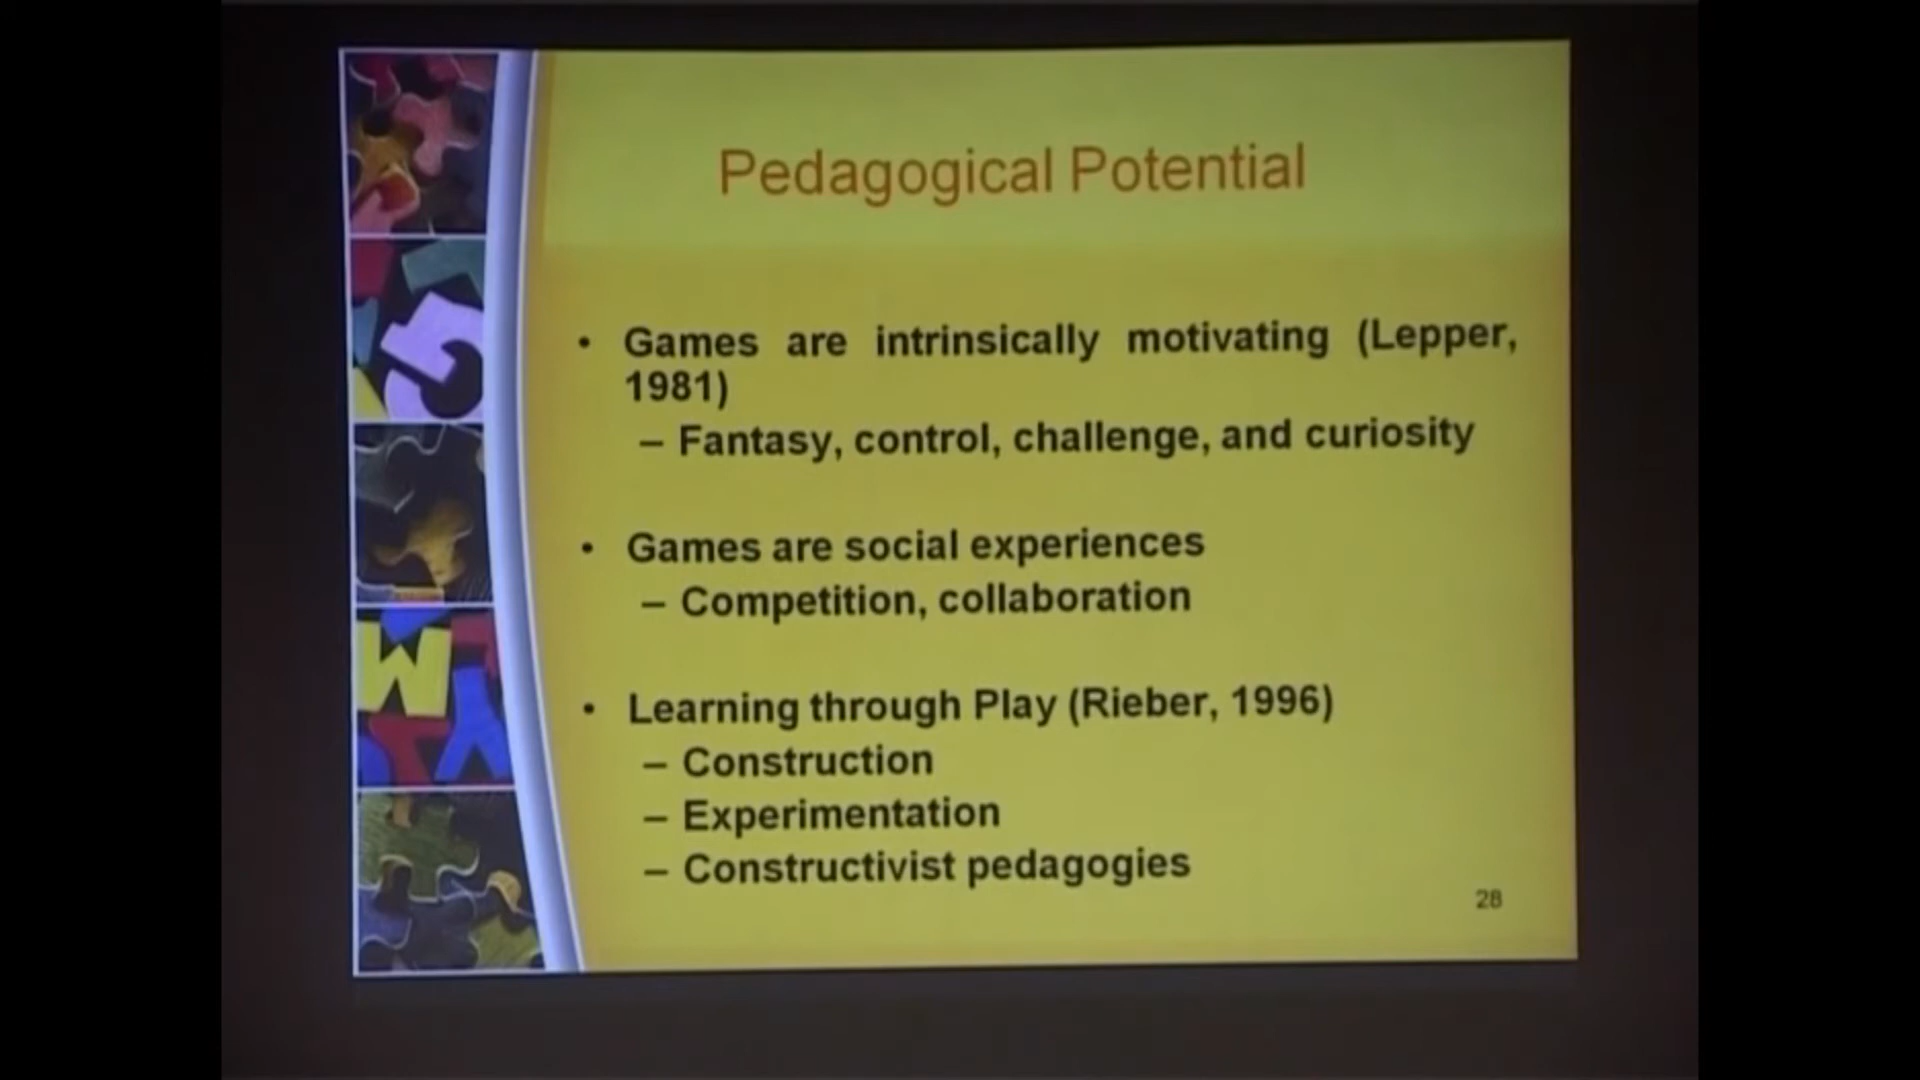 Pedagogical Potential
• Games are intrinsically motivating (Lepper,
1981)
– Fantasy, control, challenge, and curiosity
• Games are social experiences
– Competition, collaboration
• Learning through Play (Rieber, 1996)
– Construction
– Experimentation
– Constructivist pedagogies
28